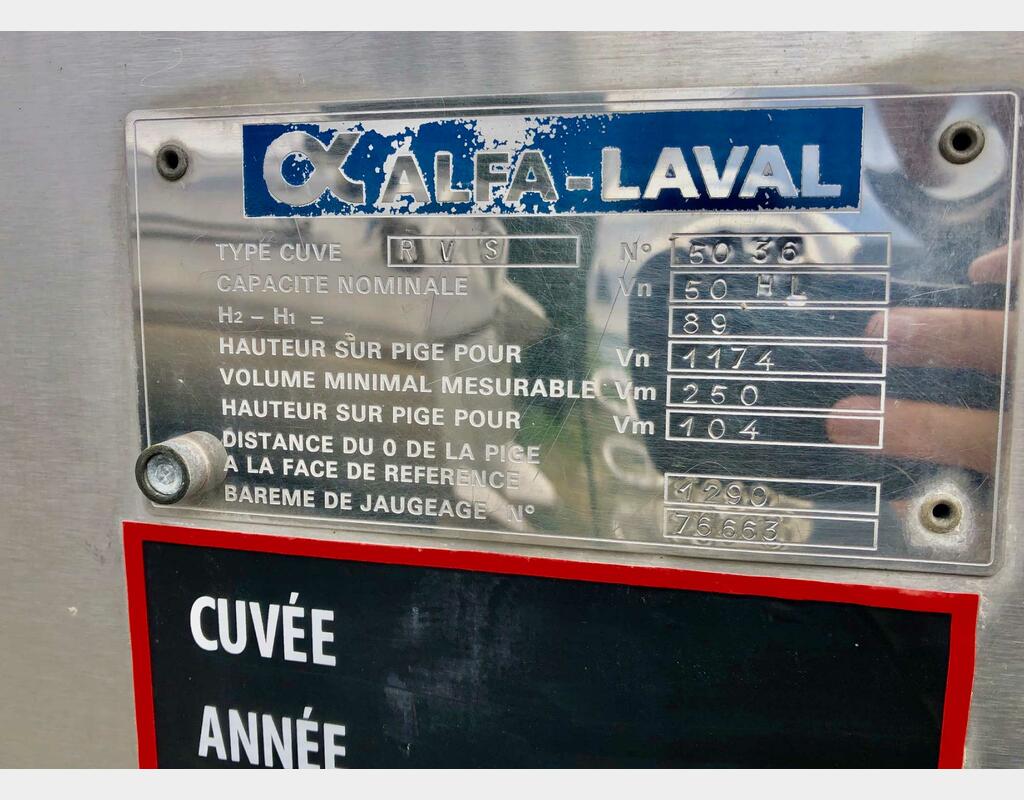 α ALFA-LAVAL
TYPE CUVE RVS N° 5036
CAPACITE NOMINALE Vn 50 HL
H2 – H1 = 89
HAUTEUR SUR PIGE POUR Vn 1174
VOLUME MINIMAL MESURABLE Vm 250
HAUTEUR SUR PIGE POUR Vm 104
DISTANCE DU 0 DE LA PIGE
A LA FACE DE REFERENCE 1290
BAREME DE JAUGEAGE N° 76.663
CUVÉE
ANNÉE